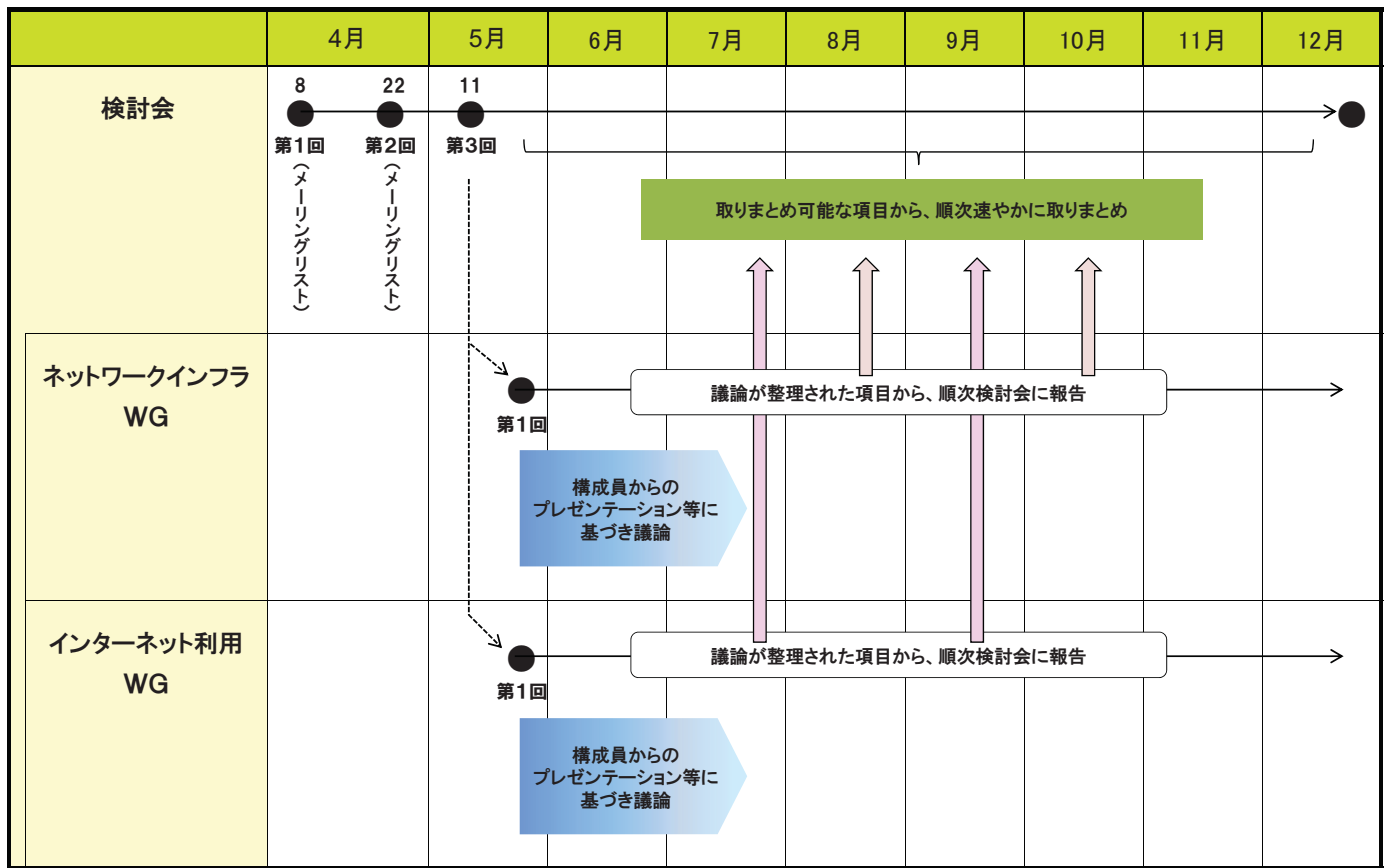 4月
5月
6月
7月
8月
9月
10月
11月
12月
検討会
8
22
11
第1回
第2回
第3回
（メーリングリスト）
（メーリングリスト）
取りまとめ可能な項目から、順次速やかに取りまとめ
ネットワークインフラ
WG
議論が整理された項目から、順次検討会に報告
第1回
構成員からの
プレゼンテーション等に
基づき議論
インターネット利用
WG
議論が整理された項目から、順次検討会に報告
第1回
構成員からの
プレゼンテーション等に
基づき議論